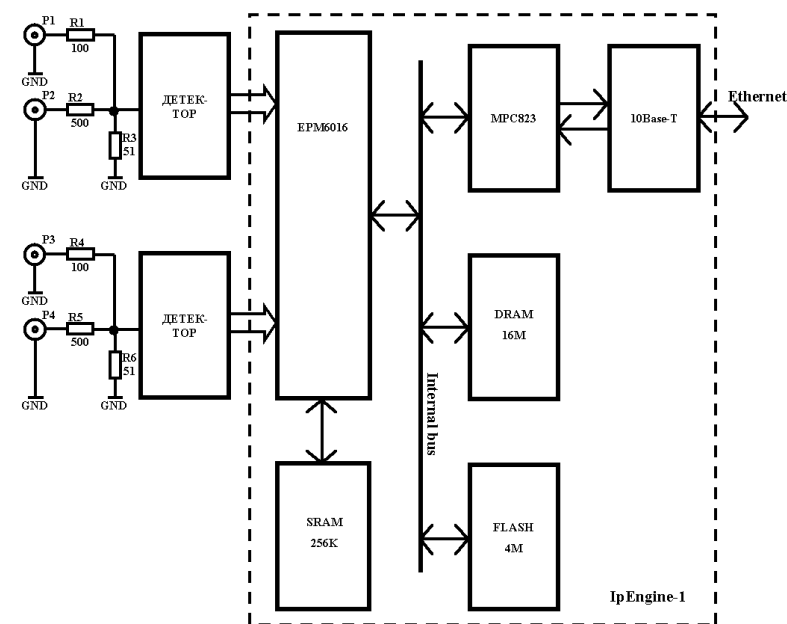 P1
R1
100
GND
P2
R2
500
R3
51
GND
GND
ДЕТЕК-
ТОР
P3
R4
100
GND
P4
R5
500
R6
51
GND
GND
ДЕТЕК-
ТОР
EPM6016
SRAM
256K
Internal bus
MPC823
10Base-T
Ethernet
DRAM
16M
FLASH
4M
IpEngine-1